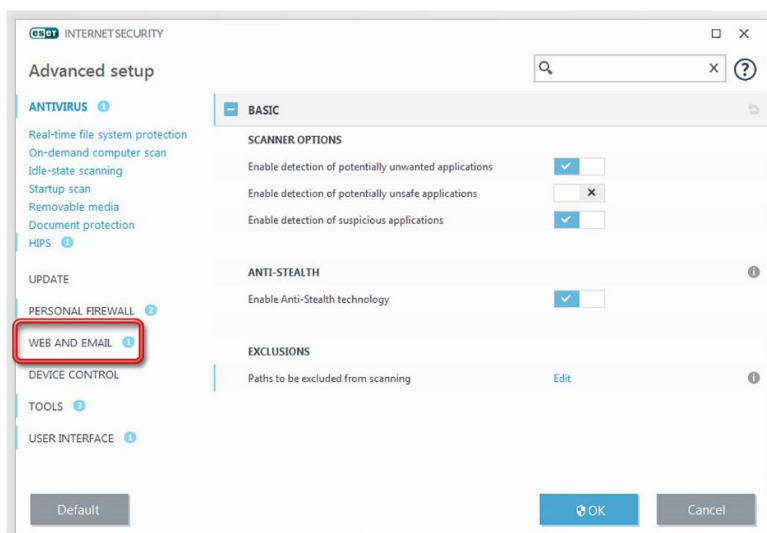 eset INTERNET SECURITY
Advanced setup
ANTIVIRUS 1
Real-time file system protection
On-demand computer scan
Idle-state scanning
Startup scan
Removable media
Document protection
HIPS 1
UPDATE
PERSONAL FIREWALL 2
WEB AND EMAIL 1
DEVICE CONTROL
TOOLS 3
USER INTERFACE 1
BASIC
SCANNER OPTIONS
Enable detection of potentially unwanted applications
Enable detection of potentially unsafe applications
Enable detection of suspicious applications
ANTI-STEALTH
Enable Anti-Stealth technology
EXCLUSIONS
Paths to be excluded from scanning Edit
Default
OK
Cancel